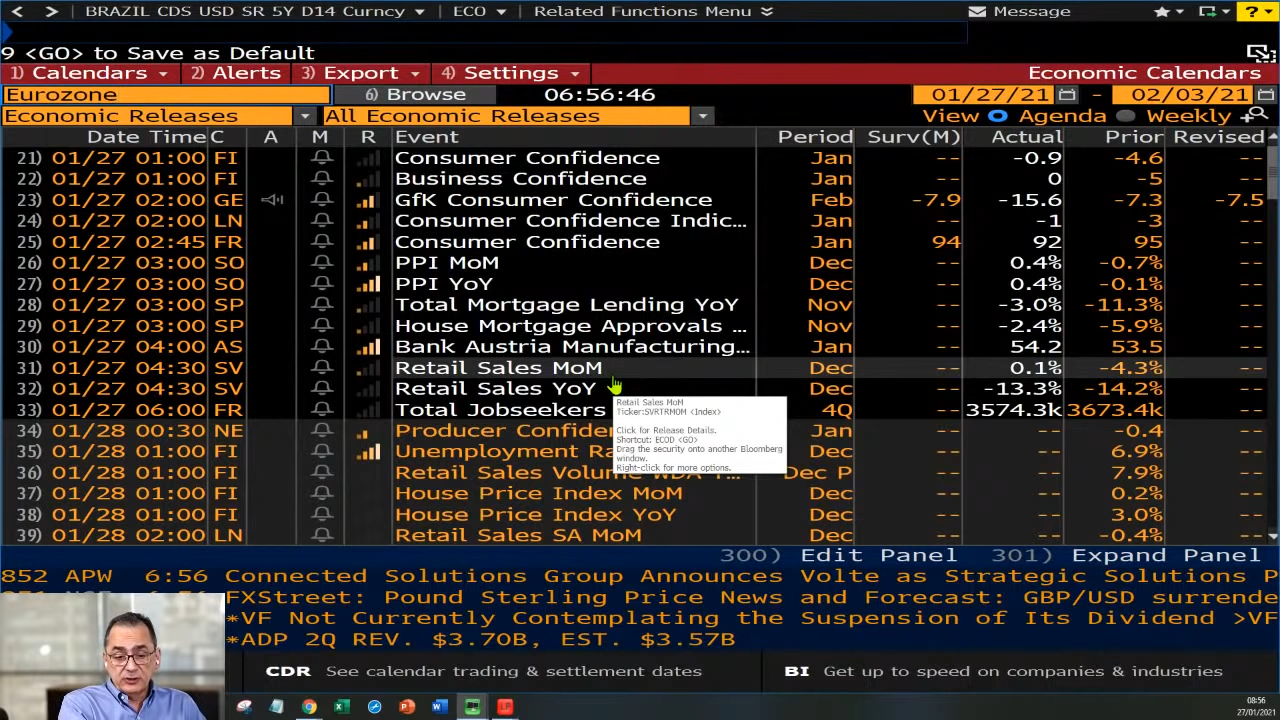 BRAZIL CDS USD SR 5Y D14 Curncy ECO Related Functions Menu Message ?
9 <GO> to Save as Default
1) Calendars 2) Alerts 3) Export 4) Settings Economic Calendars
Eurozone 6) Browse 06:56:46 01/27/21 - 02/03/21
Economic Releases All Economic Releases View Agenda Weekly
Date Time C A M R Event Period Surv(M) Actual Prior Revised
21) 01/27 01:00 FI Consumer Confidence Jan -- -0.9 -4.6 --
22) 01/27 01:00 FI Business Confidence Jan -- 0 -5 --
23) 01/27 02:00 GE GfK Consumer Confidence Feb -7.9 -15.6 -7.3 -7.5
24) 01/27 02:00 LN Consumer Confidence Indic... Jan -- -1 -3 --
25) 01/27 02:45 FR Consumer Confidence Jan 94 92 95 --
26) 01/27 03:00 SO PPI MoM Dec -- 0.4% -0.7% --
27) 01/27 03:00 SO PPI YoY Dec -- 0.4% -0.1% --
28) 01/27 03:00 SP Total Mortgage Lending YoY Nov -- -3.0% -11.3% --
29) 01/27 03:00 SP House Mortgage Approvals ... Nov -- -2.4% -5.9% --
30) 01/27 04:00 AS Bank Austria Manufacturing... Jan -- 54.2 53.5 --
31) 01/27 04:30 SV Retail Sales MoM Dec -- 0.1% -4.3% --
32) 01/27 04:30 SV Retail Sales YoY Dec -- -13.3% -14.2% --
33) 01/27 06:00 FR Total Jobseekers 4Q -- 3574.3k 3673.4k --
34) 01/28 00:30 NE Producer Confide Jan -- -0.4 --
35) 01/28 01:00 FI Unemployment Ra Dec -- 6.9% --
36) 01/28 01:00 FI Retail Sales Volume Dec P -- 7.9% --
37) 01/28 01:00 FI House Price Index MoM Dec -- 0.2% --
38) 01/28 01:00 FI House Price Index YoY Dec -- 3.0% --
39) 01/28 02:00 LN Retail Sales SA MoM Dec -- -0.4% --
Retail Sales MoM
Ticker:SVRTRMOM <Index>
Click for Release Details.
Shortcut: ECOD <GO>
Drag the security onto another Bloomberg
window.
Right-click for more options.
300) Edit Panel 301) Expand Panel
852 APW 6:56 Connected Solutions Group Announces Volte as Strategic Solutions P
6:56 FXStreet: Pound Sterling Price News and Forecast: GBP/USD surrende
*VF Not Currently Contemplating the Suspension of Its Dividend >VF
*ADP 2Q REV. $3.70B, EST. $3.57B
CDR See calendar trading & settlement dates BI Get up to speed on companies & industries
08:56
27/01/2021